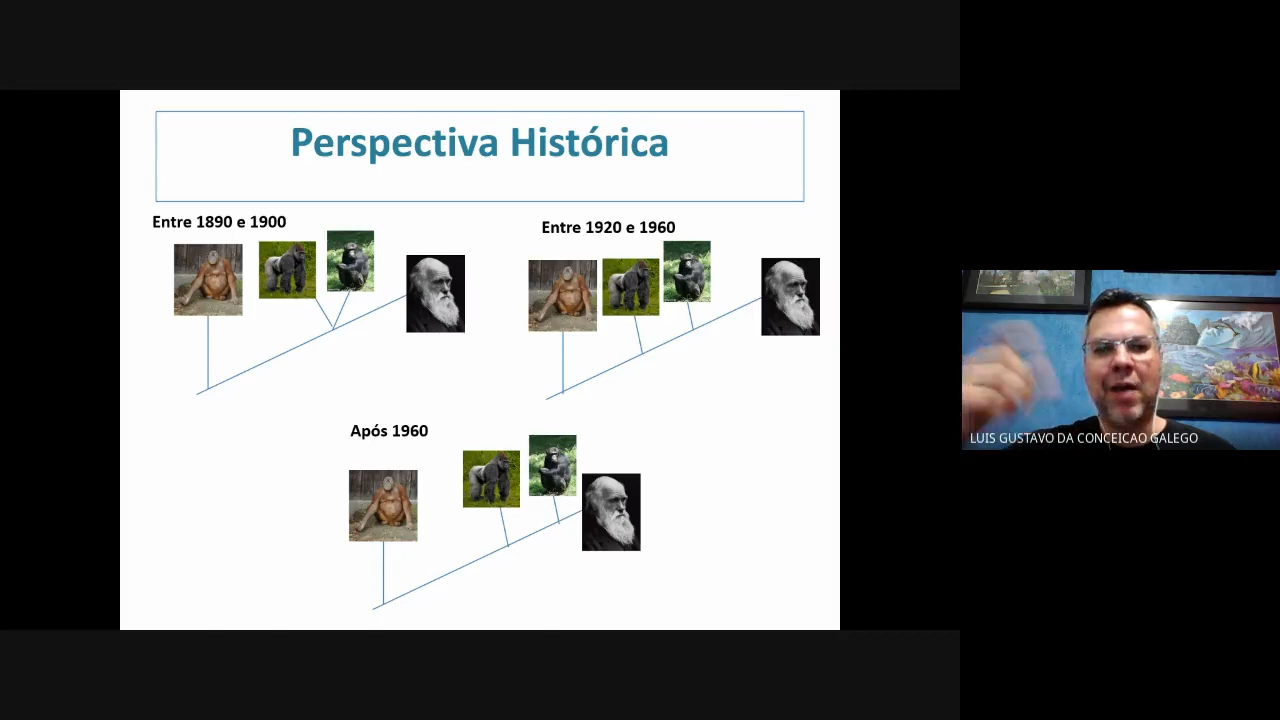 Perspectiva Histórica
Entre 1890 e 1900
Entre 1920 e 1960
Após 1960
LUIS GUSTAVO DA CONCEICAO GALEGO